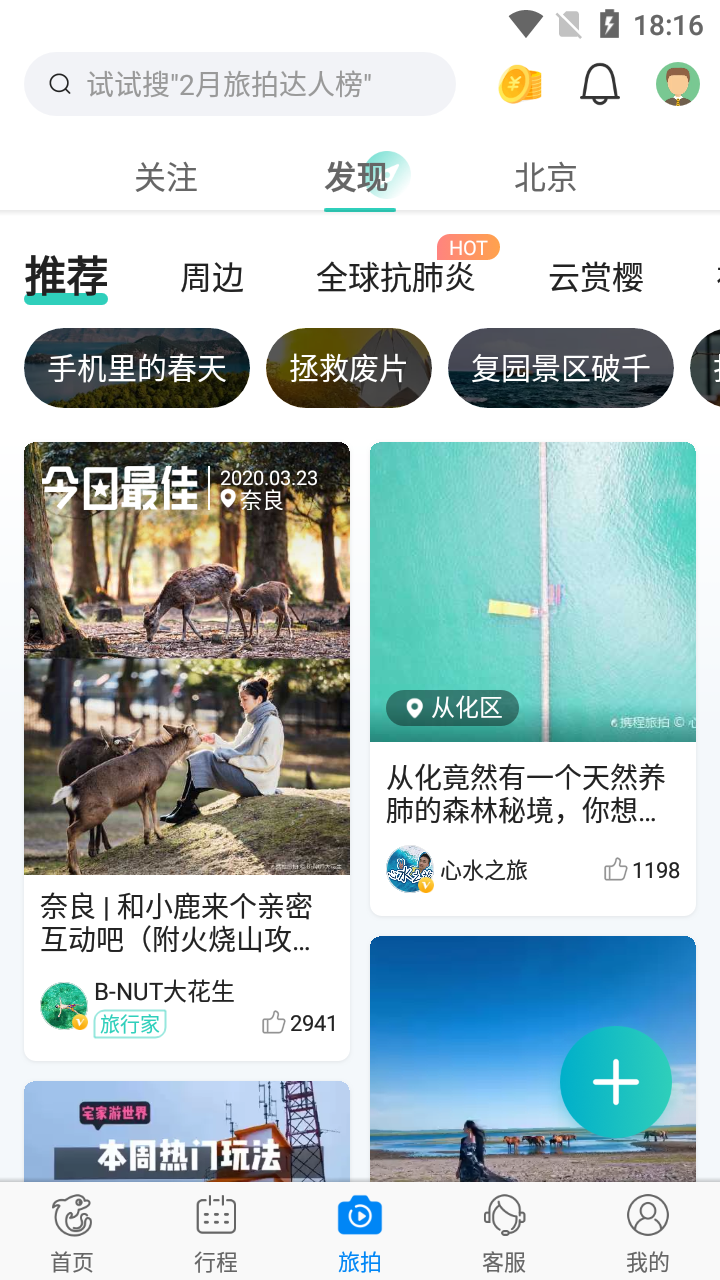 18:16
试试搜"2月旅拍达人榜"
关注
发现
北京
HOT
推荐
周边
全球抗肺炎
云赏樱
手机里的春天
拯救废片
复园景区破千
今日最佳
2020.03.23
奈良
奈良 | 和小鹿来个亲密
互动吧（附火烧山攻...
B-NUT大花生
旅行家
2941
从化区
携程旅拍 © 心
从化竟然有一个天然养
肺的森林秘境，你想...
心水之旅
1198
宅家游世界
本周热门玩法
首页
行程
旅拍
客服
我的